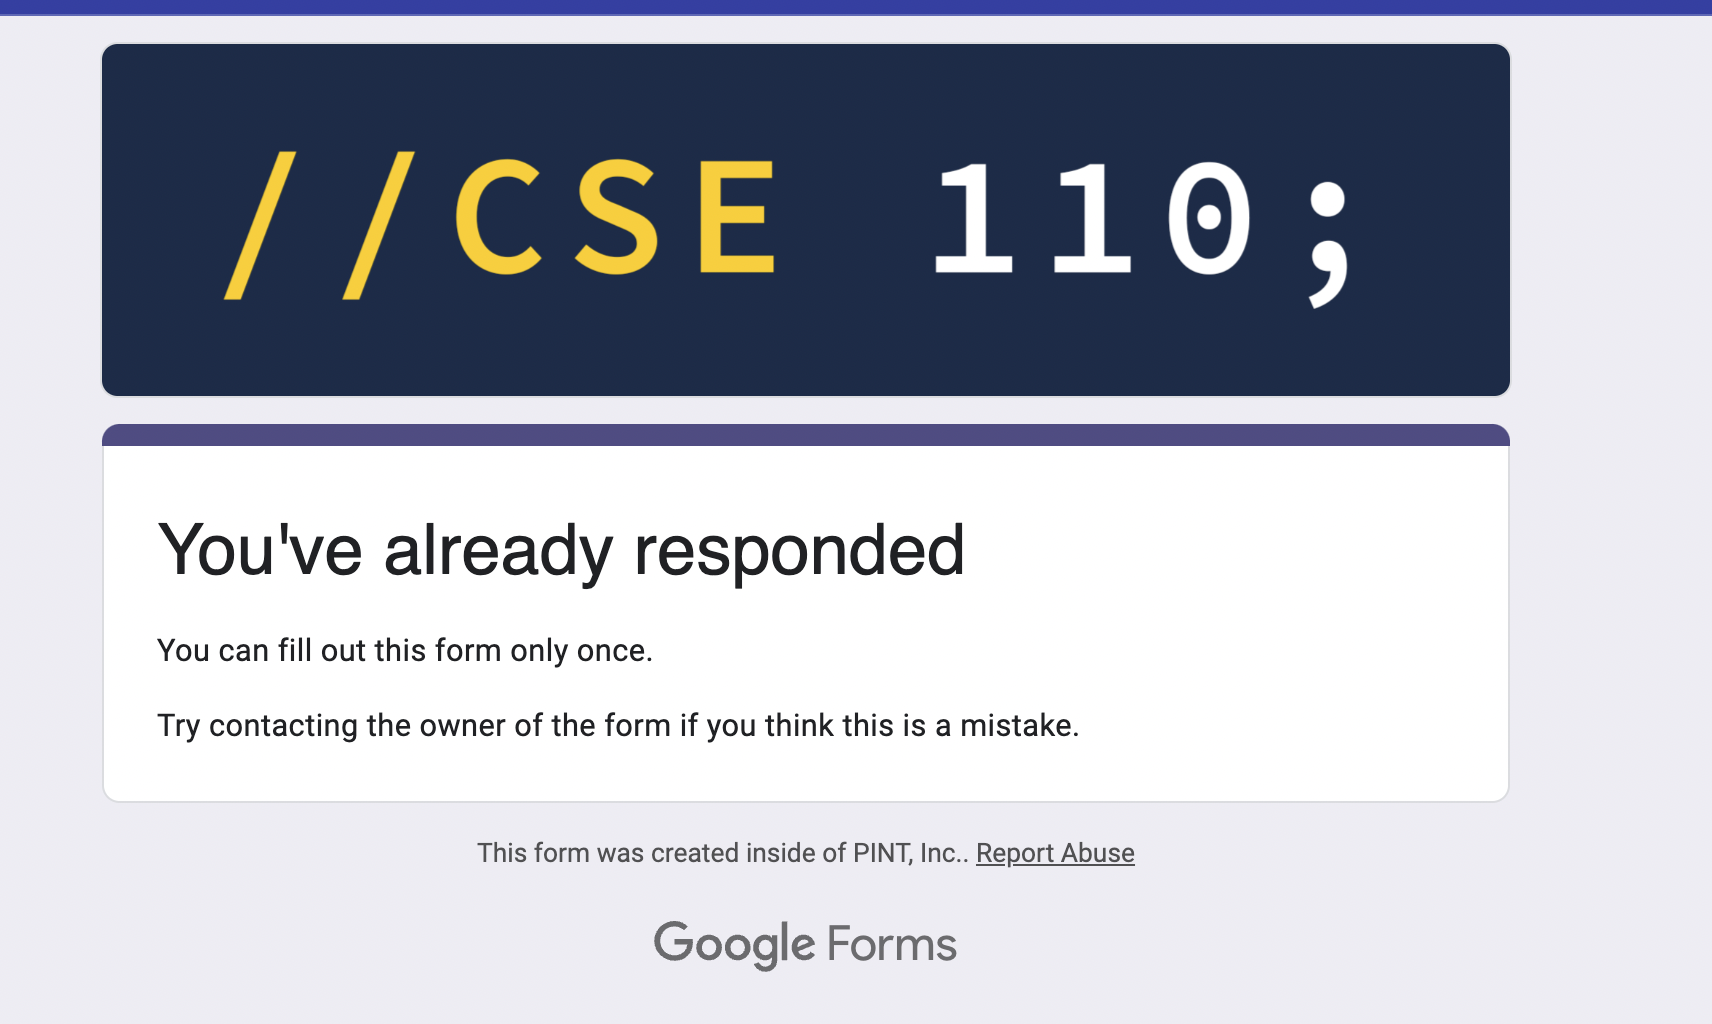 //CSE 110;
You've already responded
You can fill out this form only once.
Try contacting the owner of the form if you think this is a mistake.
This form was created inside of PINT, Inc.. Report Abuse
Google Forms